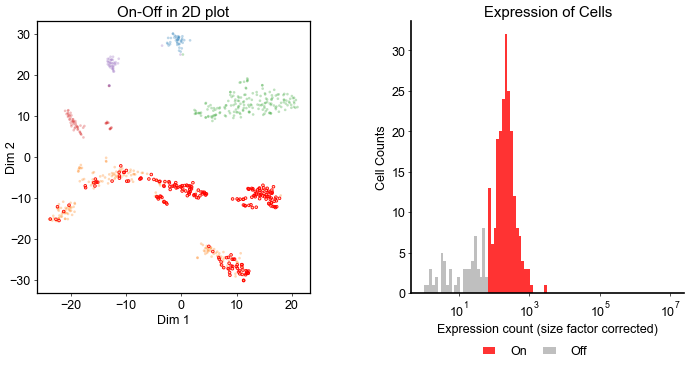 On-Off in 2D plot
30
20
10
0
−10
−20
−30
Dim 2
−20 −10 0 10 20
Dim 1
Expression of Cells
30
25
20
15
10
5
0
Cell Counts
10^1 10^3 10^5 10^7
Expression count (size factor corrected)
On Off